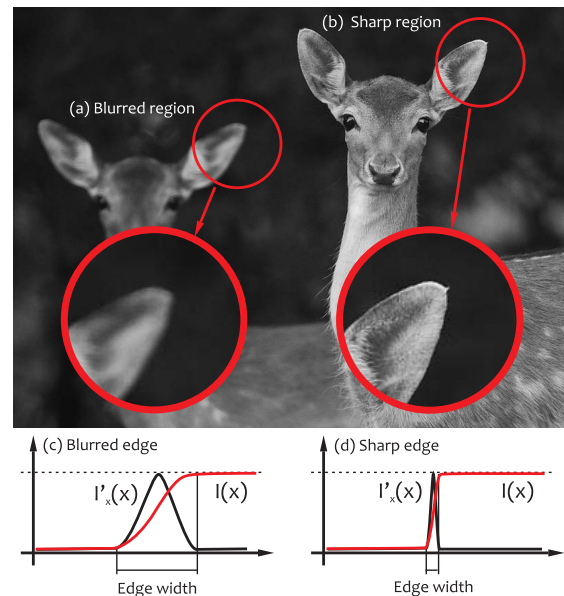 (b) Sharp region
(a) Blurred region
(c) Blurred edge
I'ₓ(x)
I(x)
Edge width
(d) Sharp edge
I'ₓ(x)
I(x)
Edge width